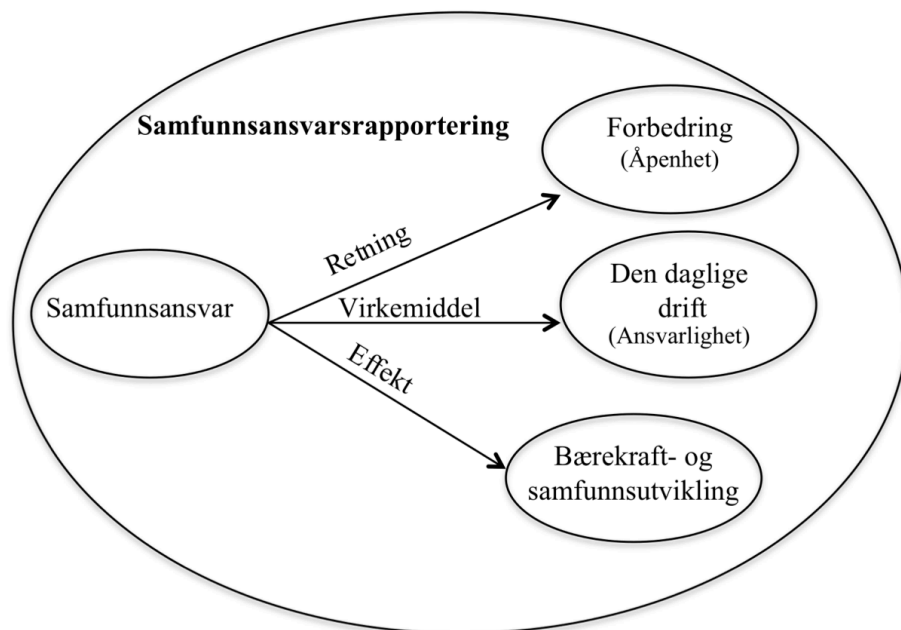 Samfunnsansvarsrapportering
Forbedring
(Åpenhet)
Retning
Samfunnsansvar
Virkemiddel
Den daglige
drift
(Ansvarlighet)
Effekt
Bærekraft- og
samfunnsutvikling